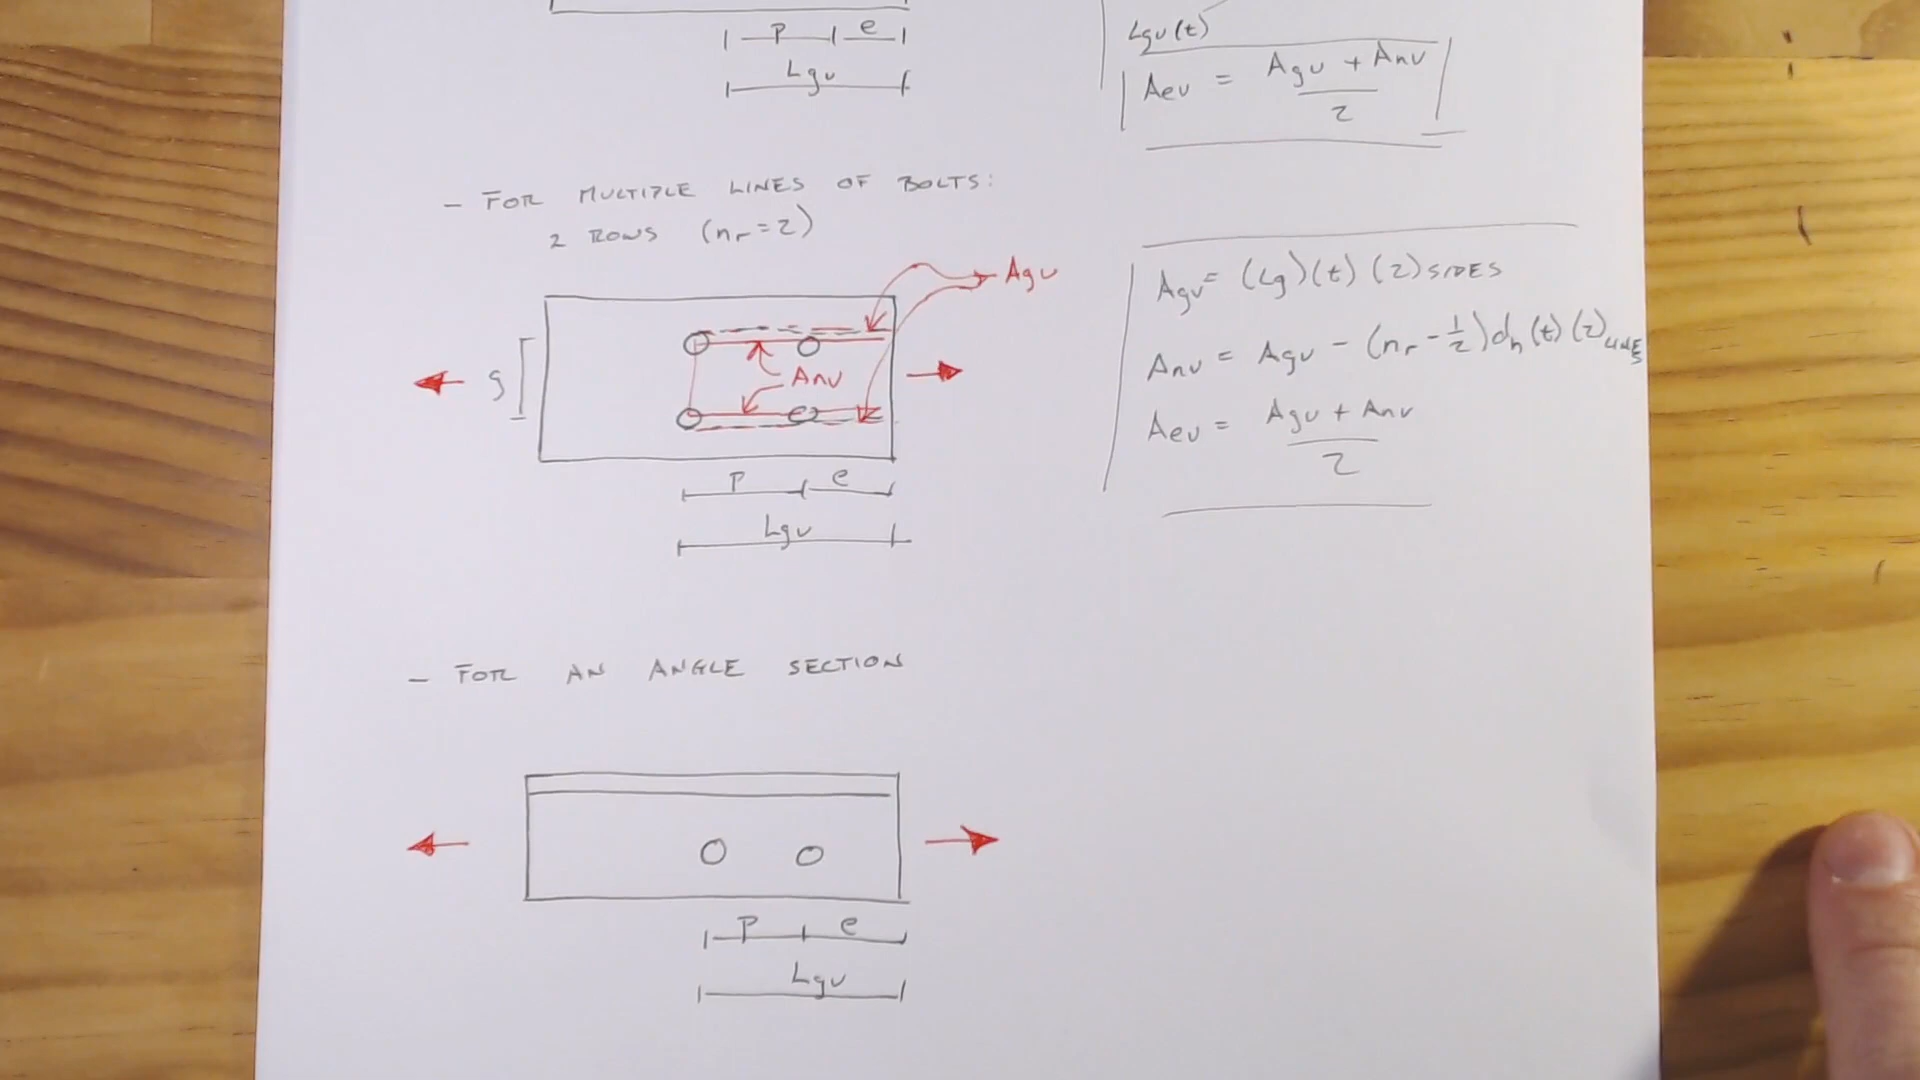 P e
Lgv
Lgv(t)
Aev = Agv + Anv
2
- FOR MULTIPLE LINES OF BOLTS:
2 ROWS (nr=2)
Agv
Anv
g
P e
Lgv
Agv = (Lg)(t)(2) SIDES
Anv = Agv - (nr - 1/2)dh(t)(2) LINES
Aev = Agv + Anv
2
- FOR AN ANGLE SECTION
P e
Lgv